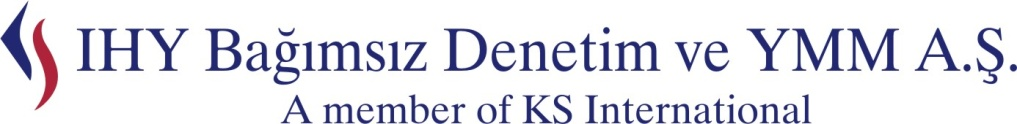 IHY Bağımsız Denetim ve YMM A.Ş.
A member of KS International